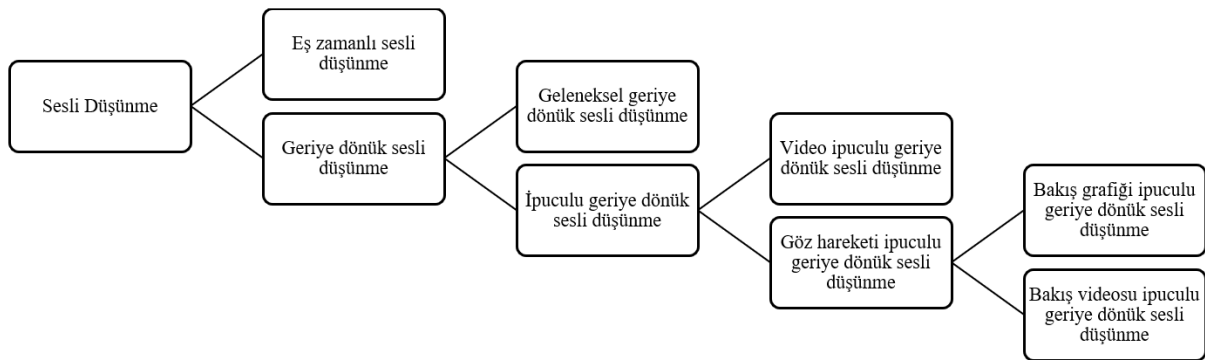 Sesli Düşünme
Eş zamanlı sesli
düşünme
Geriye dönük sesli
düşünme
Geleneksel geriye
dönük sesli düşünme
İpuculu geriye dönük
sesli düşünme
Video ipuculu geriye
dönük sesli düşünme
Göz hareketi ipuculu
geriye dönük sesli
düşünme
Bakış grafiği ipuculu
geriye dönük sesli
düşünme
Bakış videosu ipuculu
geriye dönük sesli
düşünme